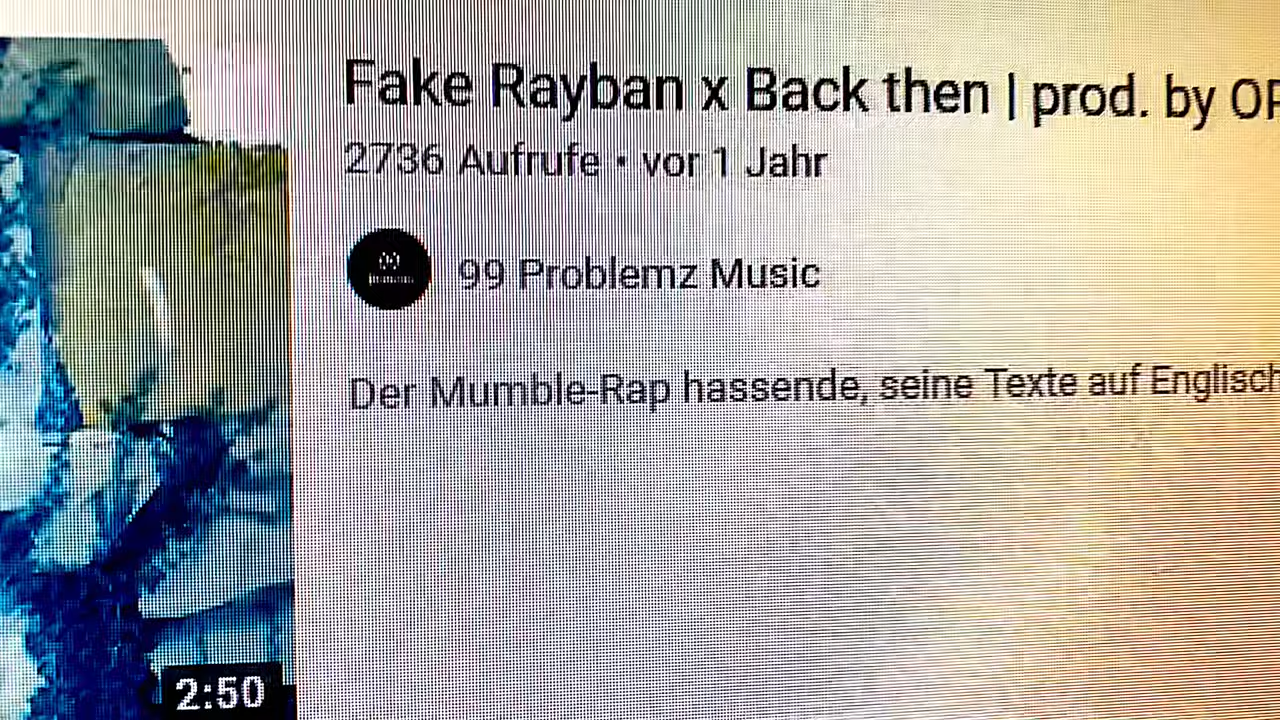 Fake Rayban x Back then | prod. by
2736 Aufrufe • vor 1 Jahr
99 Problemz Music
Der Mumble-Rap hassende, seine Texte auf Englisch
2:50